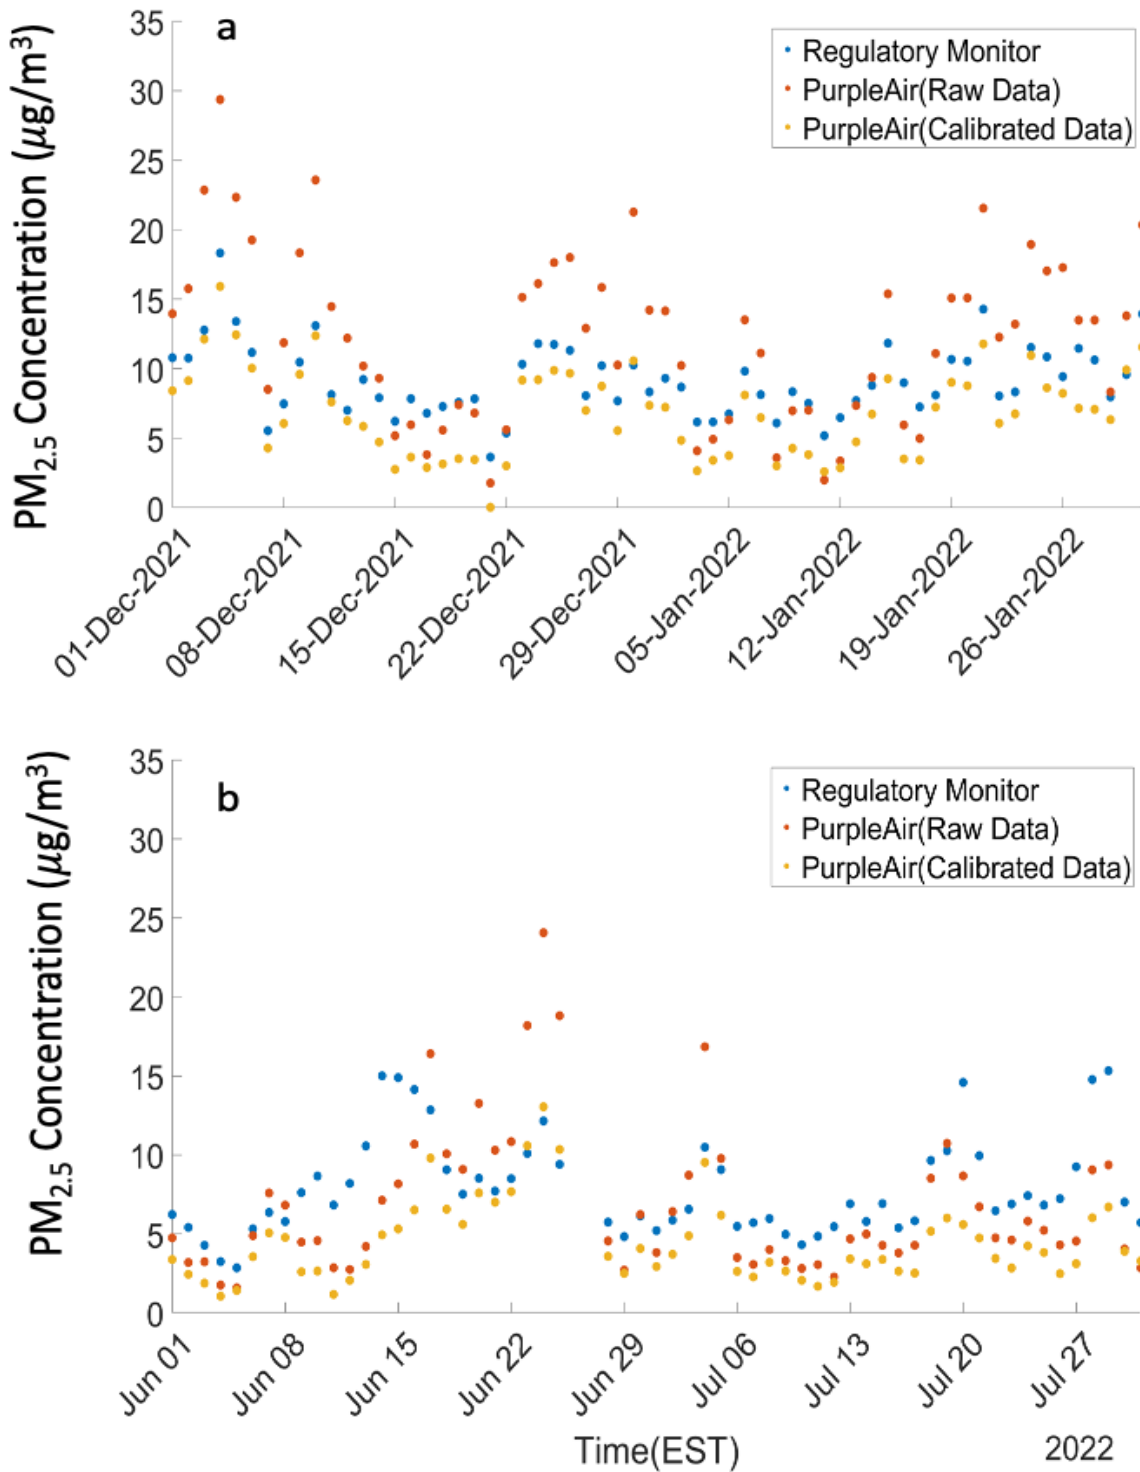 a
PM2.5 Concentration (μg/m³)
35
30
25
20
15
10
5
0
Regulatory Monitor
PurpleAir(Raw Data)
PurpleAir(Calibrated Data)
01-Dec-2021
08-Dec-2021
15-Dec-2021
22-Dec-2021
29-Dec-2021
05-Jan-2022
12-Jan-2022
19-Jan-2022
26-Jan-2022
b
PM2.5 Concentration (μg/m³)
35
30
25
20
15
10
5
0
Regulatory Monitor
PurpleAir(Raw Data)
PurpleAir(Calibrated Data)
Jun 01
Jun 08
Jun 15
Jun 22
Jun 29
Jul 06
Jul 13
Jul 20
Jul 27
Time(EST)
2022